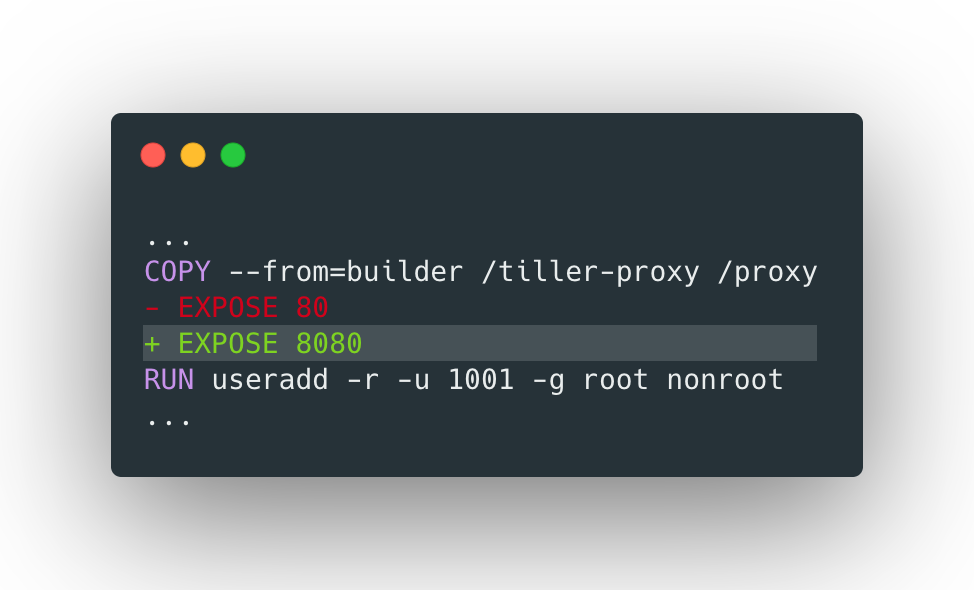 ...
COPY --from=builder /tiller-proxy /proxy
- EXPOSE 80
+ EXPOSE 8080
RUN useradd -r -u 1001 -g root nonroot
...